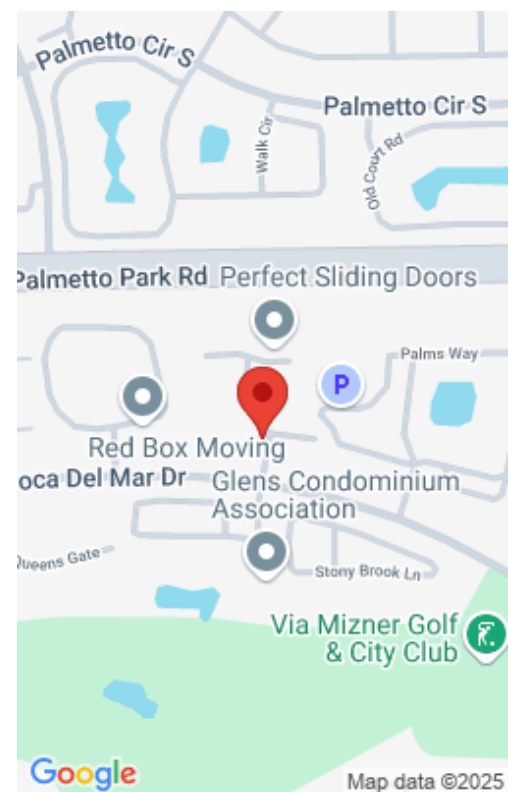 Palmetto Cir S
Palmetto Cir S
Walk Cir
Old Court Rd
Palmetto Park Rd
Perfect Sliding Doors
Palms Way
P
Red Box Moving
oca Del Mar Dr
Glens Condominium
Association
Queens Gate
Stony Brook Ln
Via Mizner Golf
& City Club
Google
Map data ©2025